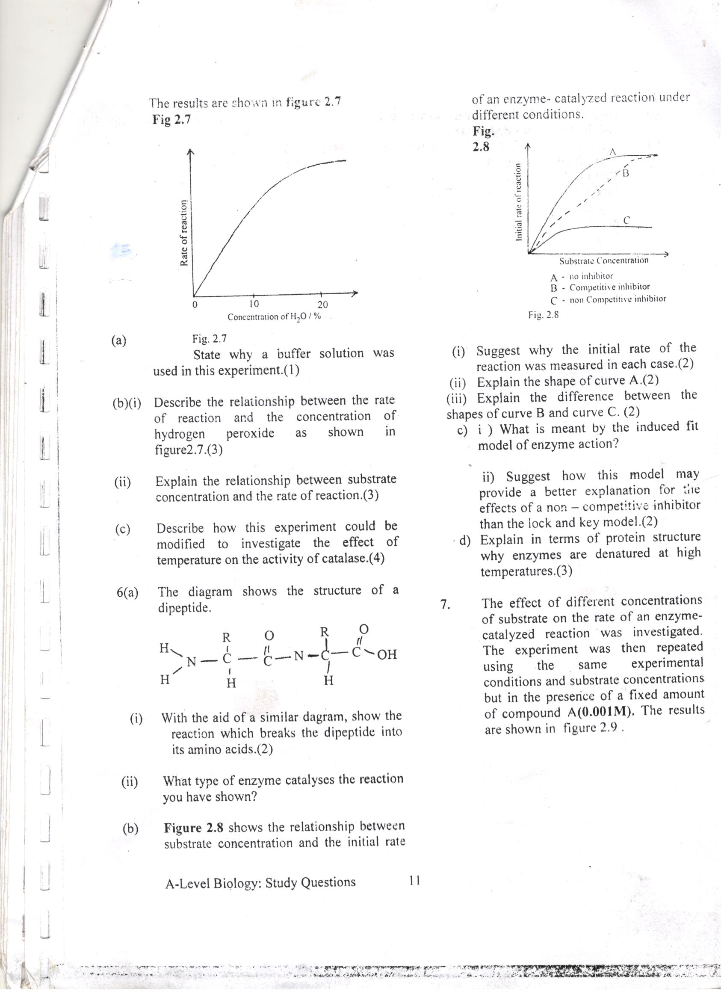 The results are shown in figure 2.7
Fig 2.7
Rate of reaction
0 10 20
Concentration of H₂O / %
Fig. 2.7
(a) State why a buffer solution was
used in this experiment.(1)
(b)(i) Describe the relationship between the rate
of reaction and the concentration of
hydrogen peroxide as shown in
figure2.7.(3)
(ii) Explain the relationship between substrate
concentration and the rate of reaction.(3)
(c) Describe how this experiment could be
modified to investigate the effect of
temperature on the activity of catalase.(4)
6(a) The diagram shows the structure of a
dipeptide.
R O R O
H N — C — C — N — C — C OH
H H H
(i) With the aid of a similar dagram, show the
reaction which breaks the dipeptide into
its amino acids.(2)
(ii) What type of enzyme catalyses the reaction
you have shown?
(b) Figure 2.8 shows the relationship between
substrate concentration and the initial rate
of an enzyme- catalyzed reaction under
different conditions.
Fig.
2.8
A
B
C
Initial rate of reaction
Substrate Concentration
A - no inhibitor
B - Competitive inhibitor
C - non Competitive inhibitor
Fig. 2.8
(i) Suggest why the initial rate of the
reaction was measured in each case.(2)
(ii) Explain the shape of curve A.(2)
(iii) Explain the difference between the
shapes of curve B and curve C. (2)
c) i ) What is meant by the induced fit
model of enzyme action?
ii) Suggest how this model may
provide a better explanation for the
effects of a non – competitive inhibitor
than the lock and key model.(2)
d) Explain in terms of protein structure
why enzymes are denatured at high
temperatures.(3)
7. The effect of different concentrations
of substrate on the rate of an enzyme-
catalyzed reaction was investigated.
The experiment was then repeated
using the same experimental
conditions and substrate concentrations
but in the presence of a fixed amount
of compound A(0.001M). The results
are shown in figure 2.9 .
A-Level Biology: Study Questions 11